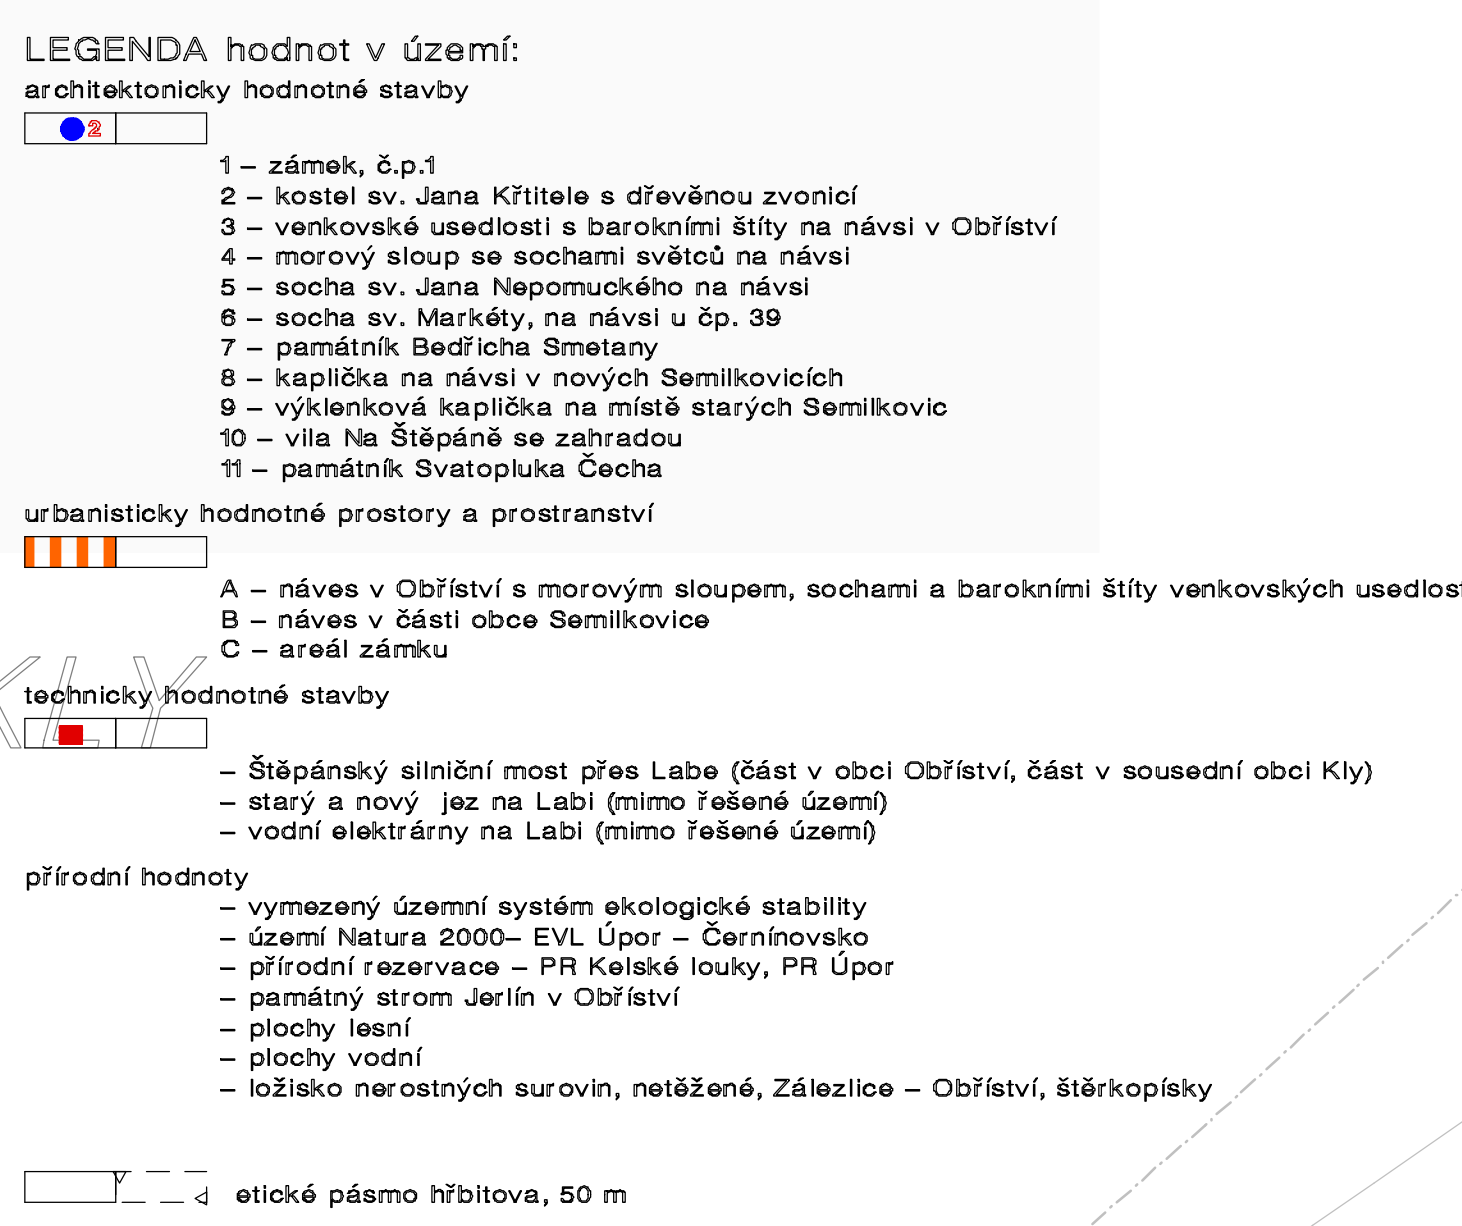 LEGENDA hodnot v území:
architektonicky hodnotné stavby
2
1 – zámek, č.p.1
2 – kostel sv. Jana Křtitele s dřevěnou zvonicí
3 – venkovské usedlosti s barokními štíty na návsi v Obříství
4 – morový sloup se sochami světců na návsi
5 – socha sv. Jana Nepomuckého na návsi
6 – socha sv. Markéty, na návsi u čp. 39
7 – památník Bedřicha Smetany
8 – kaplička na návsi v nových Semilkovicích
9 – výklenková kaplička na místě starých Semilkovic
10 – vila Na Štěpáně se zahradou
11 – památník Svatopluka Čecha
urbanisticky hodnotné prostory a prostranství
A – náves v Obříství s morovým sloupem, sochami a barokními štíty venkovských
B – náves v části obce Semilkovice
C – areál zámku
KLY
technicky hodnotné stavby
– Štěpánský silniční most přes Labe (část v obci Obříství, část v sousední obci Kly)
– starý a nový jez na Labi (mimo řešené území)
– vodní elektrárny na Labi (mimo řešené území)
přírodní hodnoty
– vymezený územní systém ekologické stability
– území Natura 2000– EVL Úpor – Černínovsko
– přírodní rezervace – PR Kelské louky, PR Úpor
– památný strom Jerlín v Obříství
– plochy lesní
– plochy vodní
– ložisko nerostných surovin, netěžené, Zálezlice – Obříství, štěrkopísky
etické pásmo hřbitova, 50 m